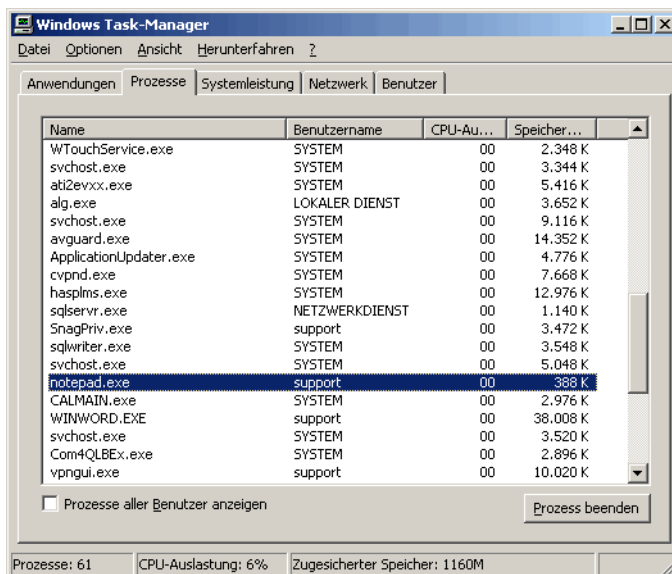 Windows Task-Manager
Datei Optionen Ansicht Herunterfahren ?
Anwendungen Prozesse Systemleistung Netzwerk Benutzer
Name Benutzername CPU-Au... Speicher...
WTouchService.exe SYSTEM 00 2.348 K
svchost.exe SYSTEM 00 3.344 K
ati2evxx.exe SYSTEM 00 5.416 K
alg.exe LOKALER DIENST 00 3.652 K
svchost.exe SYSTEM 00 9.116 K
avguard.exe SYSTEM 00 14.352 K
ApplicationUpdater.exe SYSTEM 00 4.776 K
cvpnd.exe SYSTEM 00 7.668 K
hasplms.exe SYSTEM 00 12.976 K
sqlservr.exe NETZWERKDIENST 00 1.140 K
SnagPriv.exe support 00 3.472 K
sqlwriter.exe SYSTEM 00 3.548 K
svchost.exe SYSTEM 00 5.048 K
notepad.exe support 00 388 K
CALMAIN.exe SYSTEM 00 2.976 K
WINWORD.EXE support 00 38.008 K
svchost.exe SYSTEM 00 3.520 K
Com4QLBEx.exe SYSTEM 00 2.896 K
vpngui.exe support 00 10.020 K
Prozesse aller Benutzer anzeigen
Prozess beenden
Prozesse: 61 CPU-Auslastung: 6% Zugesicherter Speicher: 1160M